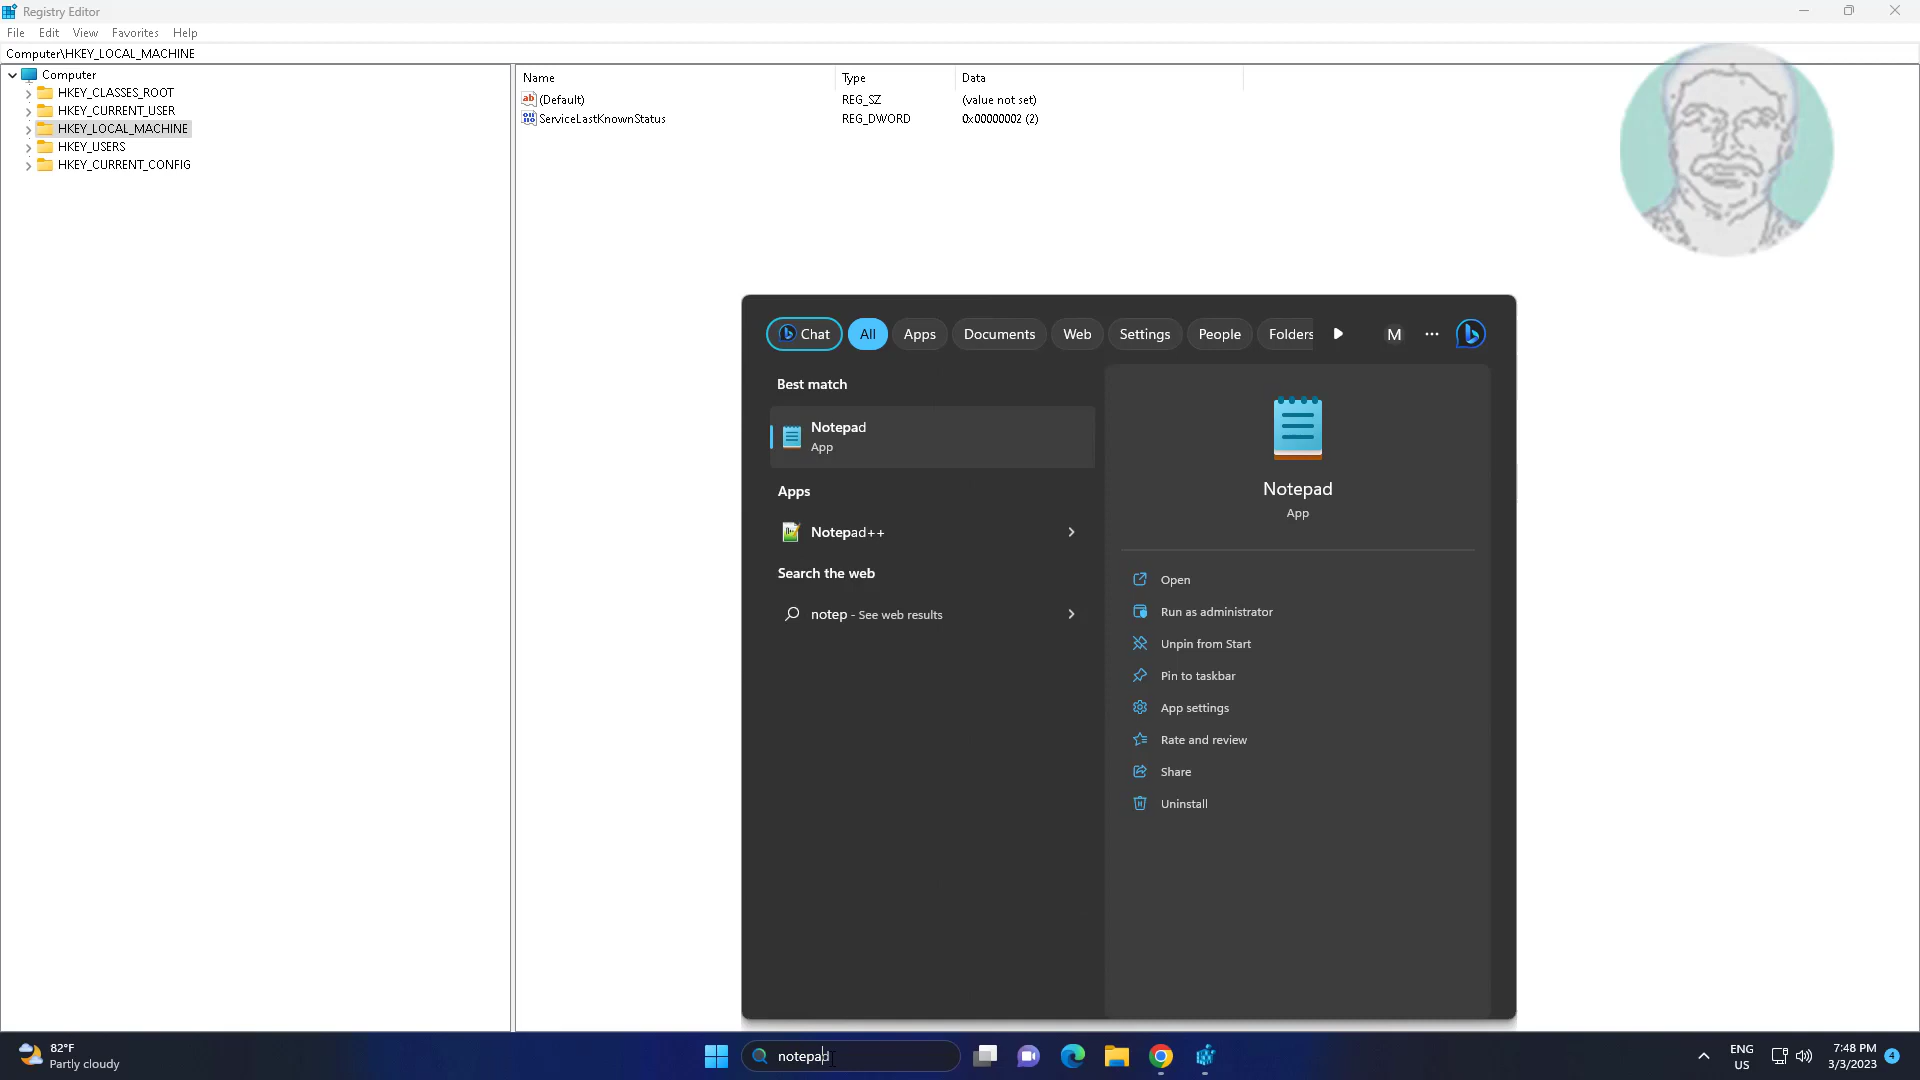 Registry Editor
File Edit View Favorites Help
Computer\HKEY_LOCAL_MACHINE
Computer
HKEY_CLASSES_ROOT
HKEY_CURRENT_USER
HKEY_LOCAL_MACHINE
HKEY_USERS
HKEY_CURRENT_CONFIG
Name Type Data
(Default) REG_SZ (value not set)
ServiceLastKnownStatus REG_DWORD 0x00000002 (2)
Chat All Apps Documents Web Settings People Folders M
Best match
Notepad
App
Apps
Notepad++
Search the web
notep - See web results
Notepad
App
Open
Run as administrator
Unpin from Start
Pin to taskbar
App settings
Rate and review
Share
Uninstall
82°F
Partly cloudy
notepad
ENG
US
7:48 PM
3/3/2023
4